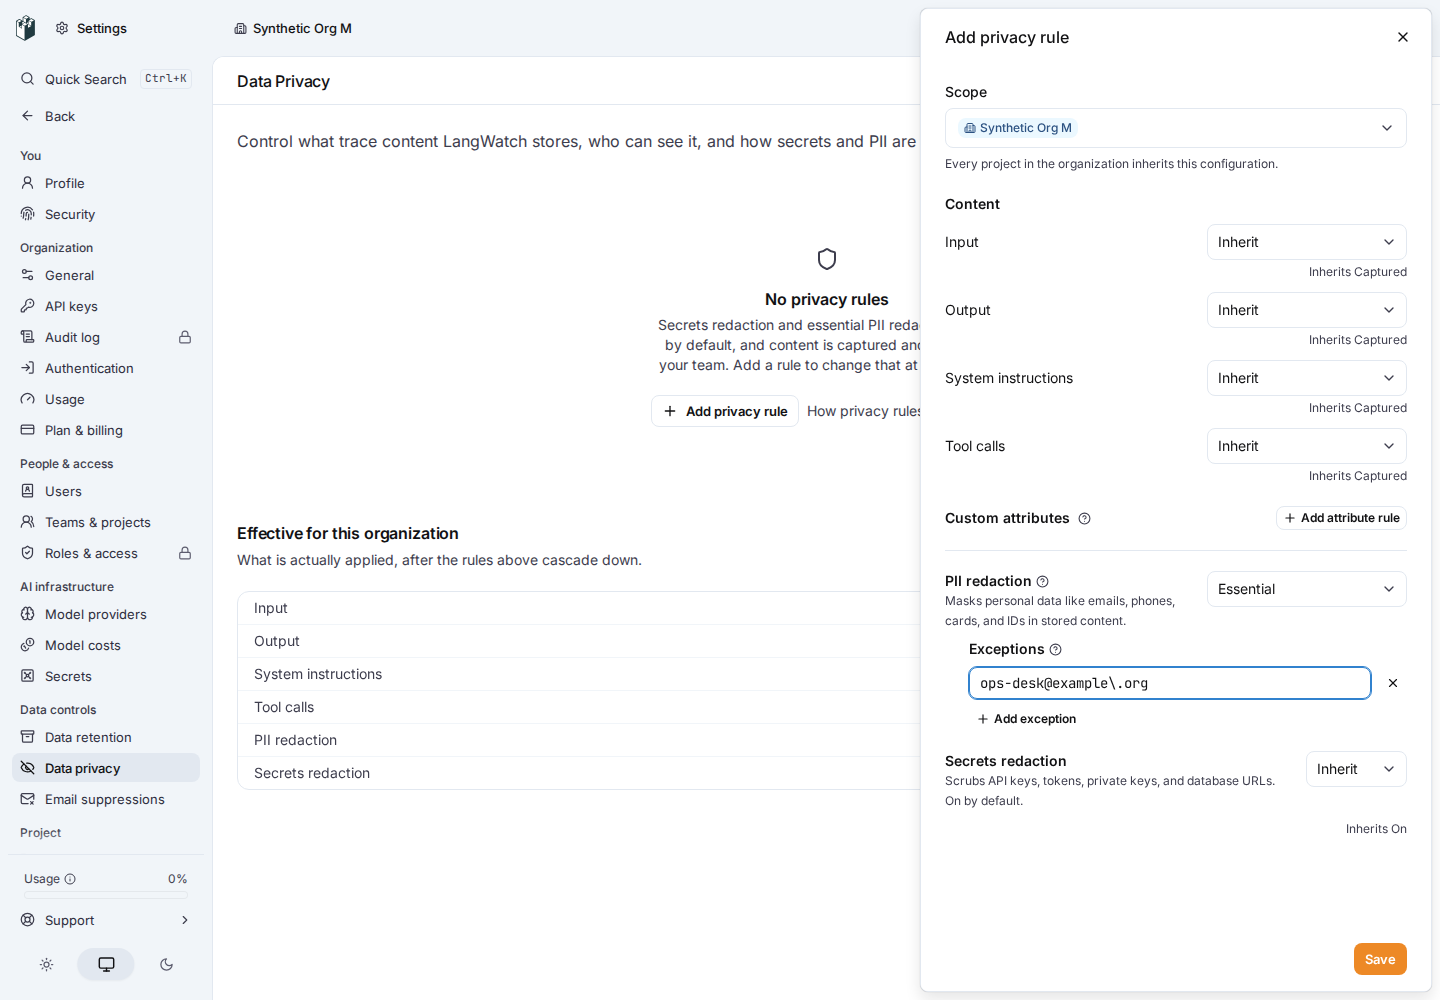 Settings
Synthetic Org M
Quick Search Ctrl+K
Back
You
Profile
Security
Organization
General
API keys
Audit log
Authentication
Usage
Plan & billing
People & access
Users
Teams & projects
Roles & access
AI infrastructure
Model providers
Model costs
Secrets
Data controls
Data retention
Data privacy
Email suppressions
Project
Usage 0%
Support
Data Privacy
Control what trace content LangWatch stores, who can see it, and how secrets and PII are
No privacy rules
Secrets redaction and essential PII
by default, and content is captured
your team. Add a rule to change that at
Add privacy rule How privacy rules
Effective for this organization
What is actually applied, after the rules above cascade down.
Input
Output
System instructions
Tool calls
PII redaction
Secrets redaction
Add privacy rule
Scope
Synthetic Org M
Every project in the organization inherits this configuration.
Content
Input Inherit
Inherits Captured
Output Inherit
Inherits Captured
System instructions Inherit
Inherits Captured
Tool calls Inherit
Inherits Captured
Custom attributes Add attribute rule
PII redaction Essential
Masks personal data like emails, phones,
cards, and IDs in stored content.
Exceptions
ops-desk@example\.org
Add exception
Secrets redaction Inherit
Scrubs API keys, tokens, private keys, and database URLs.
On by default.
Inherits On
Save